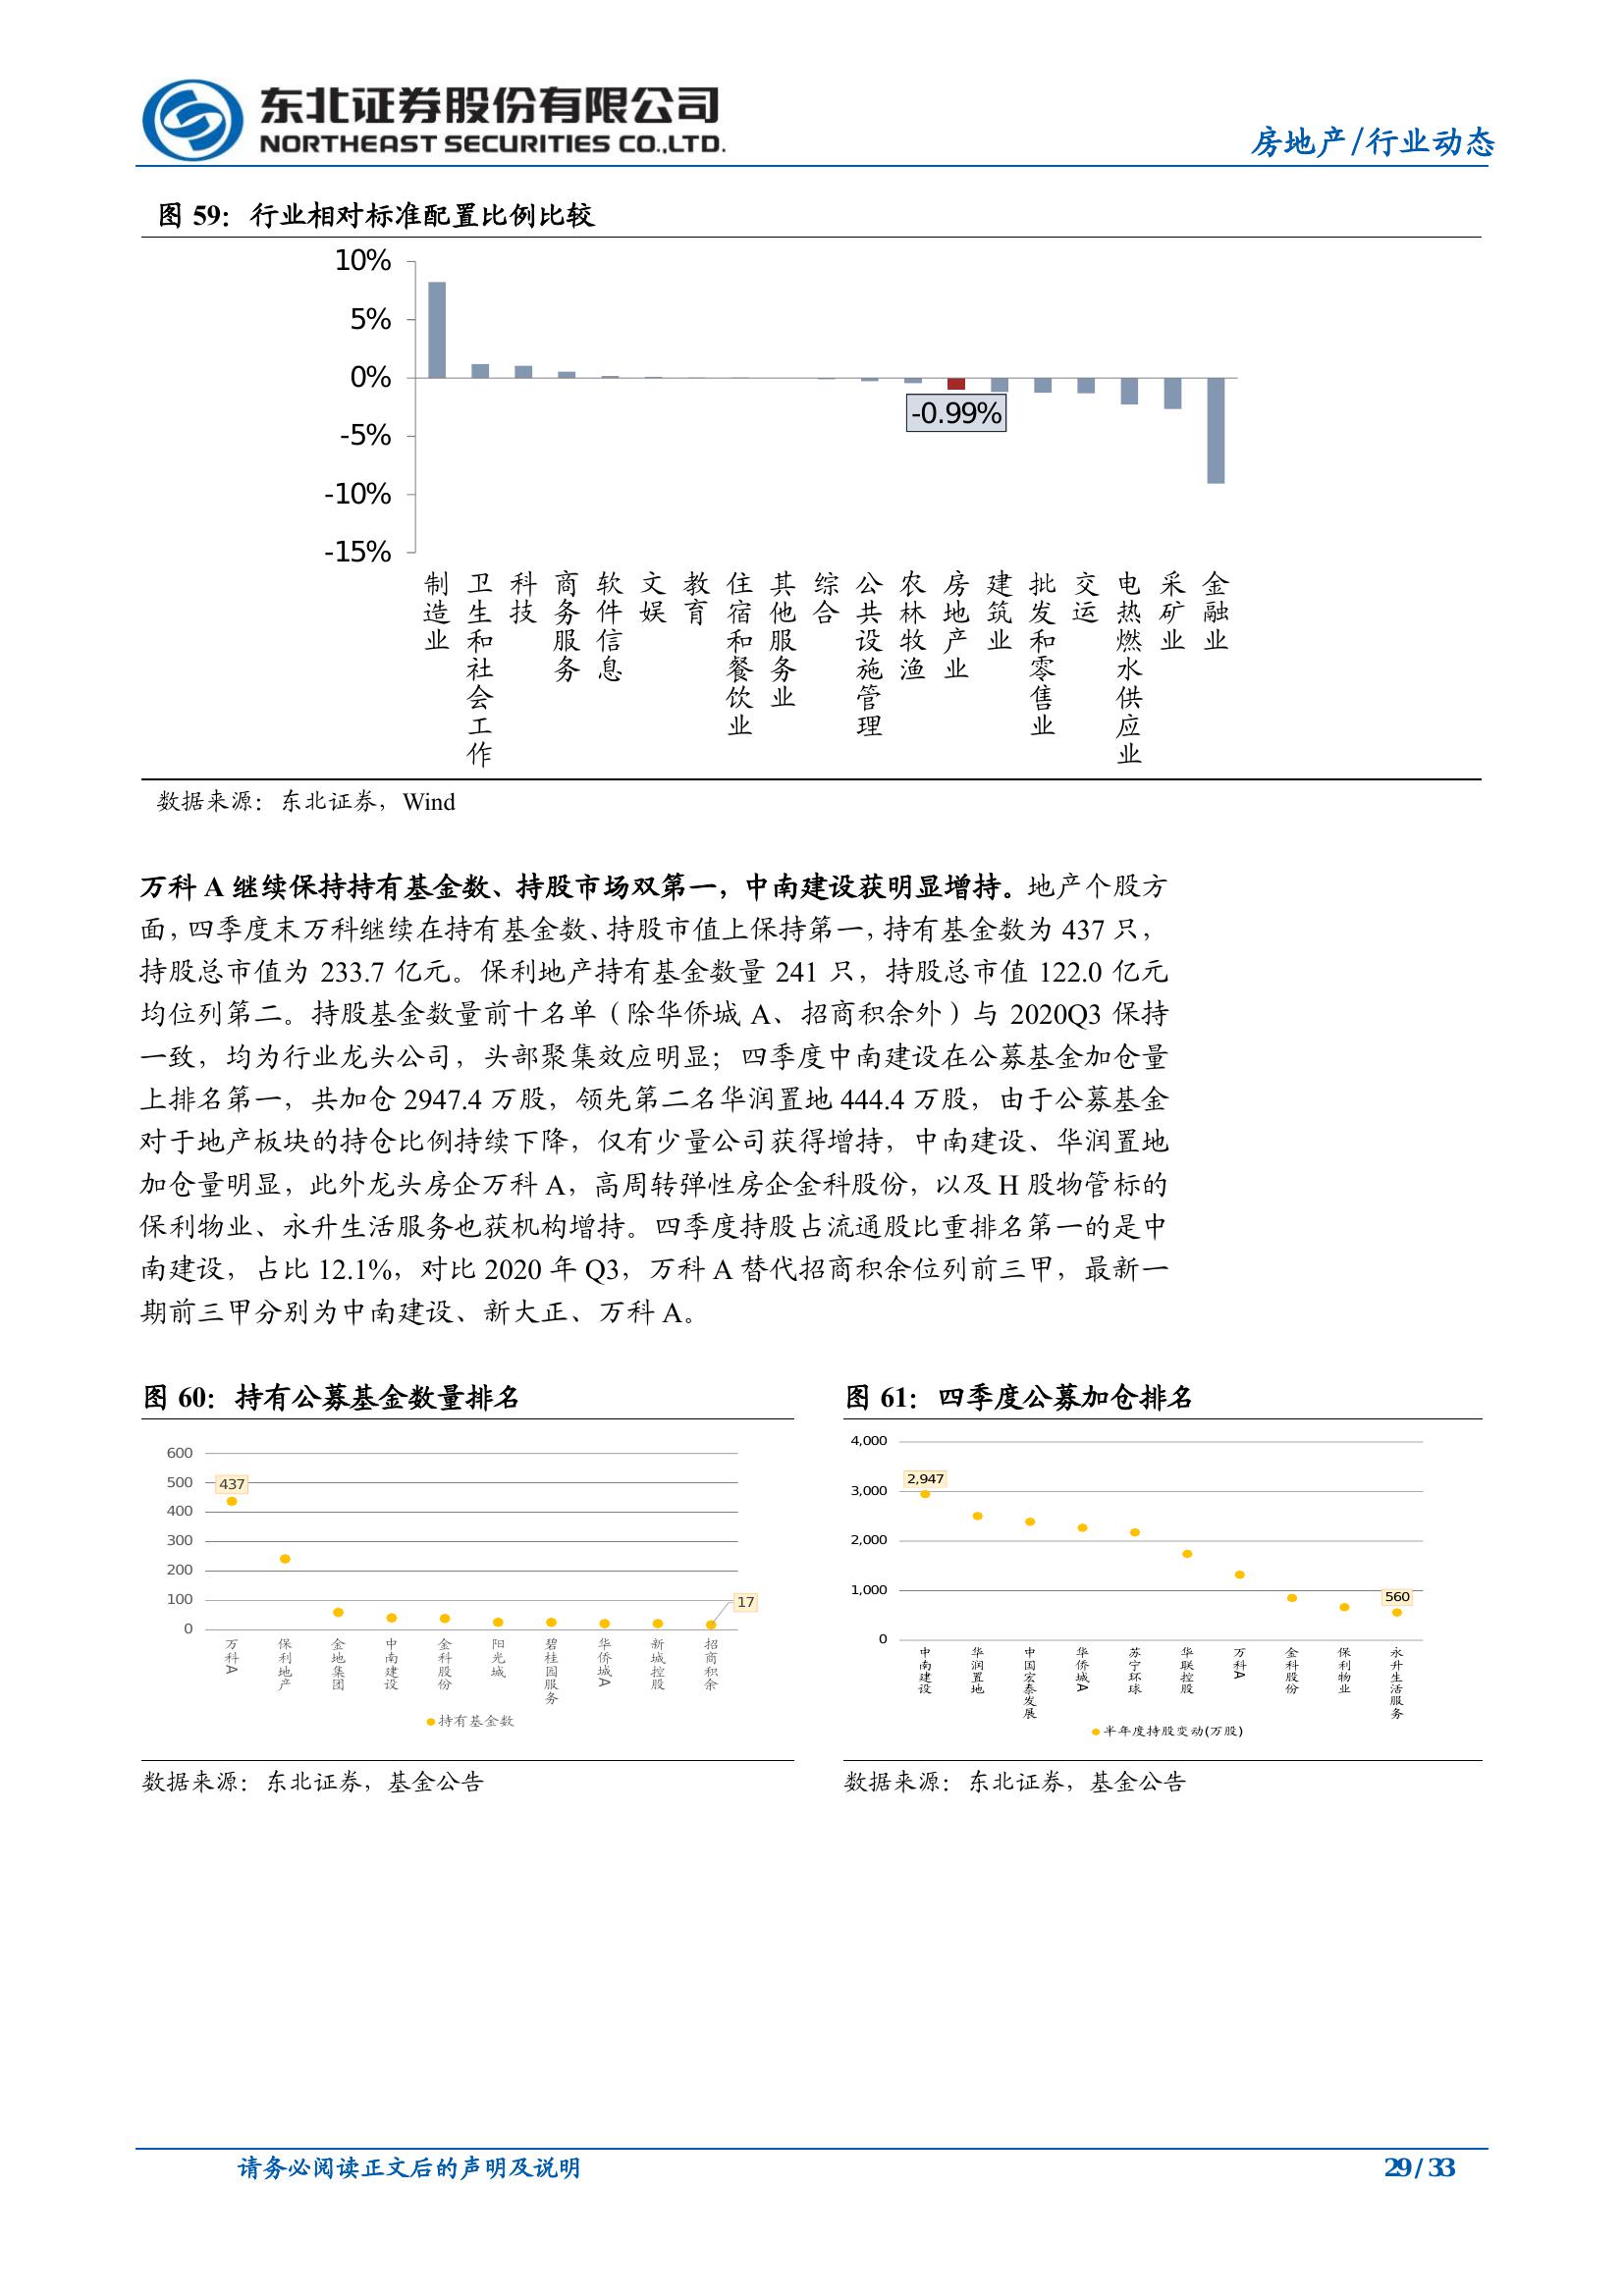 东北证券股份有限公司
NORTHEAST SECURITIES CO.,LTD.
房地产/行业动态
图 59：行业相对标准配置比例比较
10%
5%
0%
-5%
-10%
-15%
-0.99%
制造业
卫生和社会工作
科技
商务服务
软件信息
文娱
教育
住宿和餐饮业
其他服务业
综合
公共设施管理
农林牧渔
房地产业
建筑业
批发和零售业
交运
电热燃水供应业
采矿业
金融业
数据来源：东北证券，Wind
万科 A 继续保持持有基金数、持股市场双第一，中南建设获明显增持。地产个股方
面，四季度末万科继续在持有基金数、持股市值上保持第一，持有基金数为 437 只，
持股总市值为 233.7 亿元。保利地产持有基金数量 241 只，持股总市值 122.0 亿元
均位列第二。持股基金数量前十名单（除华侨城 A、招商积余外）与 2020Q3 保持
一致，均为行业龙头公司，头部聚集效应明显；四季度中南建设在公募基金加仓量
上排名第一，共加仓 2947.4 万股，领先第二名华润置地 444.4 万股，由于公募基金
对于地产板块的持仓比例持续下降，仅有少量公司获得增持，中南建设、华润置地
加仓量明显，此外龙头房企万科 A，高周转弹性房企金科股份，以及 H 股物管标的
保利物业、永升生活服务也获机构增持。四季度持股占流通股比重排名第一的是中
南建设，占比 12.1%，对比 2020 年 Q3，万科 A 替代招商积余位列前三甲，最新一
期前三甲分别为中南建设、新大正、万科 A。
图 60：持有公募基金数量排名
600
500
400
300
200
100
0
437
17
万科A
保利地产
金地集团
中南建设
金科股份
阳光城
碧桂园服务
华侨城A
新城控股
招商积余
持有基金数
数据来源：东北证券，基金公告
图 61：四季度公募加仓排名
4,000
3,000
2,000
1,000
0
2,947
560
中南建设
华润置地
中国宏泰发展
华侨城A
苏宁环球
华联控股
万科A
金科股份
保利物业
永升生活服务
半年度持股变动(万股)
数据来源：东北证券，基金公告
请务必阅读正文后的声明及说明
29 / 33